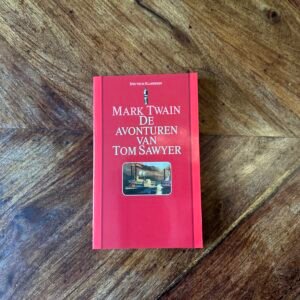 MARK TWAIN
DE
AVONTUREN
VAN
TOM SAWYER